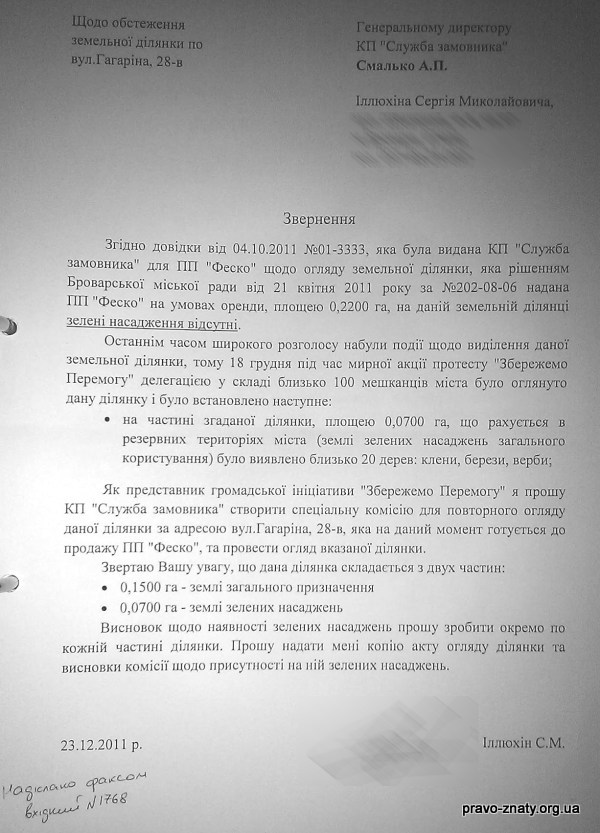 Щодо обстеження
земельної ділянки по
вул.Гагаріна, 28-в
Генеральному директору
КП "Служба замовника"
Смалько А.П.
Іллюхіна Сергія Миколайовича,
Звернення
Згідно довідки від 04.10.2011 №01-3333, яка була видана КП "Служба
замовника" для ПП "Феско" щодо огляду земельної ділянки, яка рішенням
Броварської міської ради від 21 квітня 2011 року за №202-08-06 надана
ПП "Феско" на умовах оренди, площею 0,2200 га, на даній земельній ділянці
зелені насадження відсутні.
Останнім часом широкого розголосу набули події щодо виділення даної
земельної ділянки, тому 18 грудня під час мирної акції протесту "Збережемо
Перемогу" делегацією у складі близько 100 мешканців міста було оглянуто
дану ділянку і було встановлено наступне:
• на частині згаданої ділянки, площею 0,0700 га, що рахується в
резервних територіях міста (землі зелених насаджень загального
користування) було виявлено близько 20 дерев: клени, берези, верби;
Як представник громадської ініціативи "Збережемо Перемогу" я прошу
КП "Служба замовника" створити спеціальну комісію для повторного огляду
даної ділянки за адресою вул.Гагаріна, 28-в, яка на даний момент готується до
продажу ПП "Феско", та провести огляд вказаної ділянки.
Звертаю Вашу увагу, що дана ділянка складається з двух частин:
• 0,1500 га - землі загального призначення
• 0,0700 га - землі зелених насаджень
Висновок щодо наявності зелених насаджень прошу зробити окремо по
кожній частині ділянки. Прошу надати мені копію акту огляду ділянки та
висновки комісії щодо присутності на ній зелених насаджень.
23.12.2011 р.
Іллюхін С.М.
Надіслано факсом
вхідний N1768
pravo-znaty.org.ua